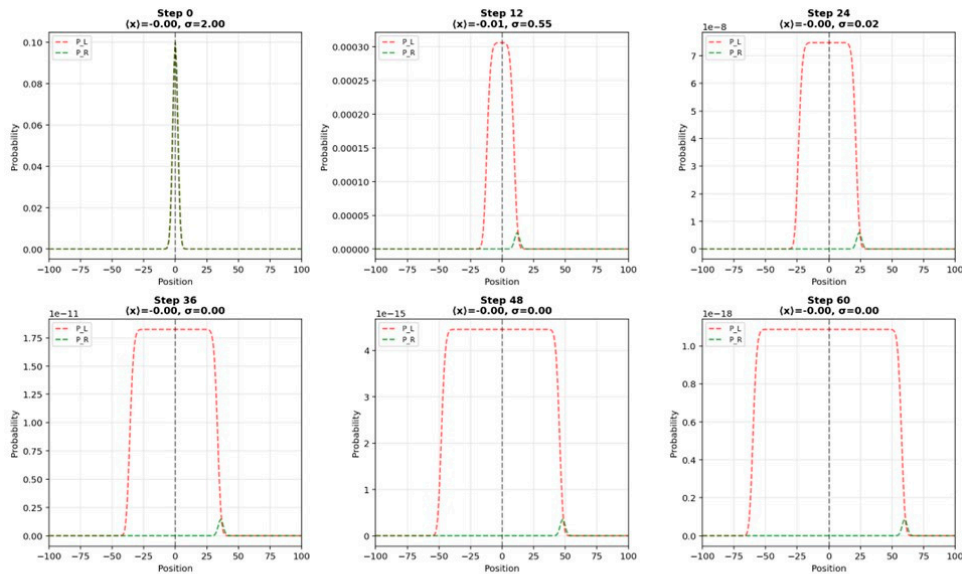 Step 0
⟨x⟩=-0.00, σ=2.00
P_L
P_R
Probability
0.10
0.08
0.06
0.04
0.02
0.00
-100 -75 -50 -25 0 25 50 75 100
Position
Step 12
⟨x⟩=-0.01, σ=0.55
P_L
P_R
Probability
0.00030
0.00025
0.00020
0.00015
0.00010
0.00005
0.00000
-100 -75 -50 -25 0 25 50 75 100
Position
Step 24
1e-8 ⟨x⟩=-0.00, σ=0.02
P_L
P_R
Probability
7
6
5
4
3
2
1
0
-100 -75 -50 -25 0 25 50 75 100
Position
Step 36
1e-11 ⟨x⟩=-0.00, σ=0.00
P_L
P_R
Probability
1.75
1.50
1.25
1.00
0.75
0.50
0.25
0.00
-100 -75 -50 -25 0 25 50 75 100
Position
Step 48
1e-15 ⟨x⟩=-0.00, σ=0.00
P_L
P_R
Probability
4
3
2
1
0
-100 -75 -50 -25 0 25 50 75 100
Position
Step 60
1e-18 ⟨x⟩=-0.00, σ=0.00
P_L
P_R
Probability
1.0
0.8
0.6
0.4
0.2
0.0
-100 -75 -50 -25 0 25 50 75 100
Position